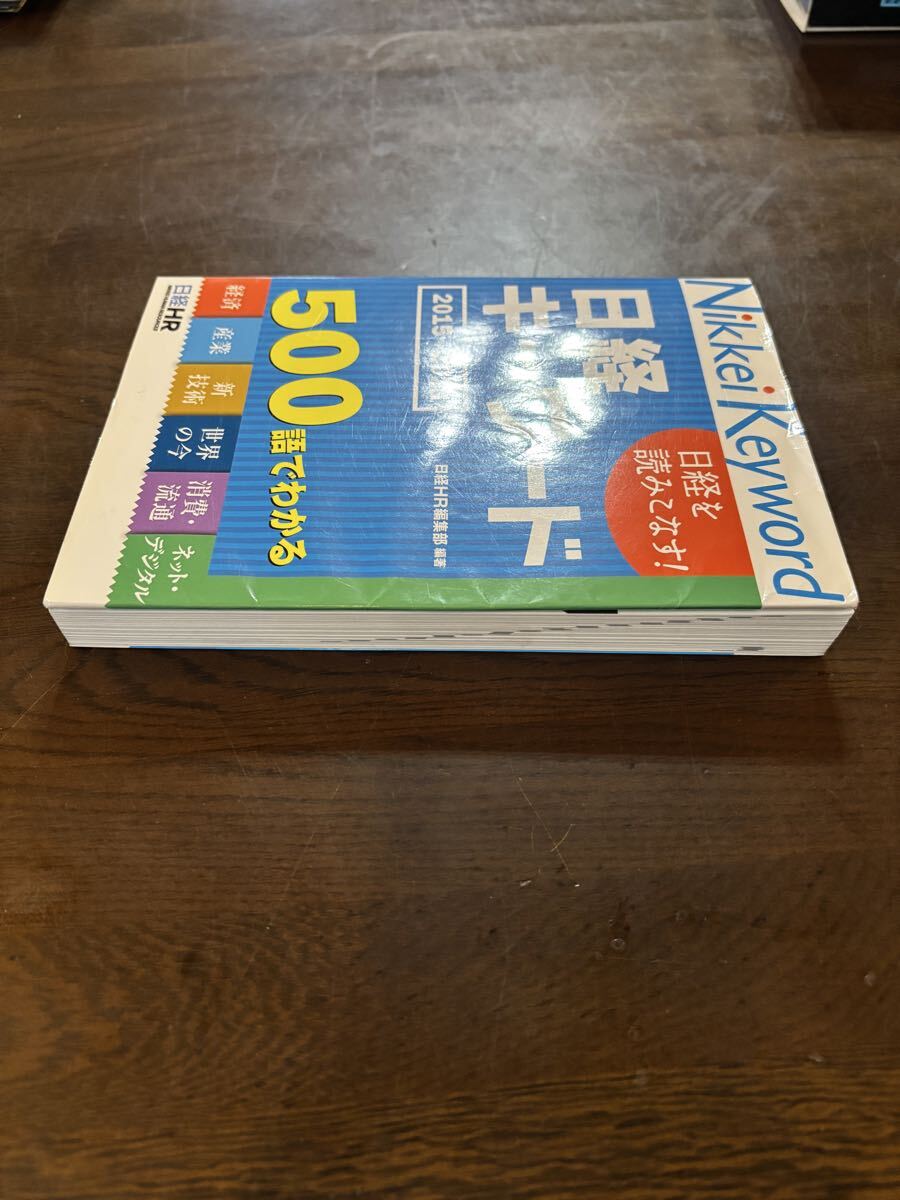 Nikkei Keyword
日経を
読みこなす!
日経
キーワード
2015-
日経HR編集部 編著
500語でわかる
経済
産業
新
技術
世界
の今
消費・
流通
ネット・
デジタル
日経HR